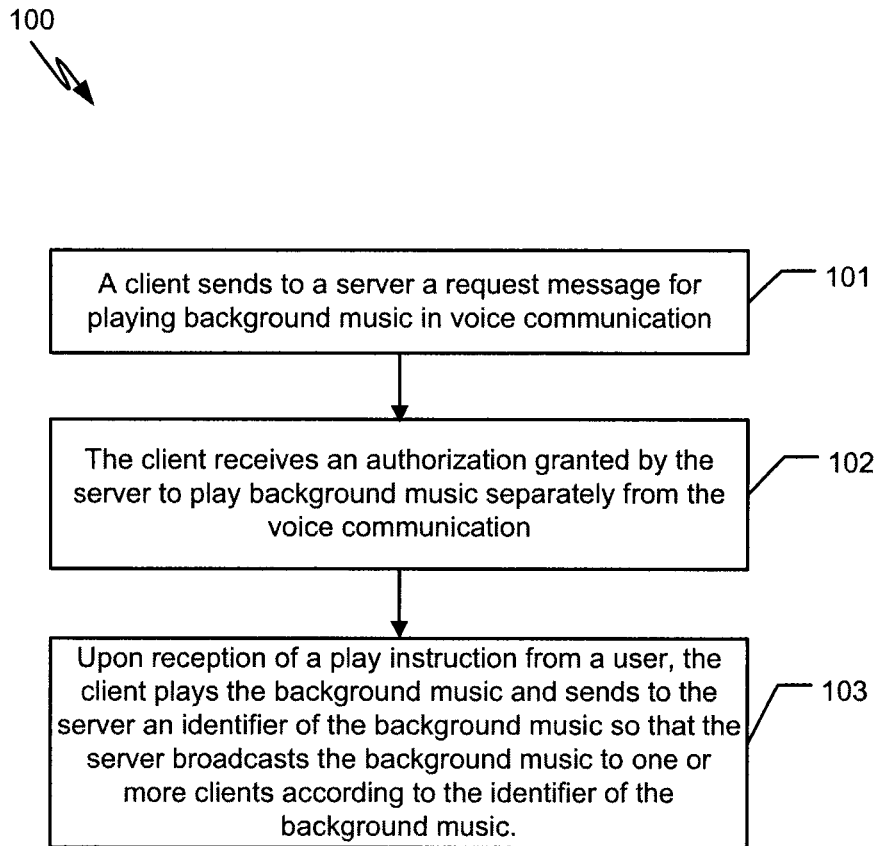 100
A client sends to a server a request message for
playing background music in voice communication
101
The client receives an authorization granted by the
server to play background music separately from the
voice communication
102
Upon reception of a play instruction from a user, the
client plays the background music and sends to the
server an identifier of the background music so that the
server broadcasts the background music to one or
more clients according to the identifier of the
background music.
103